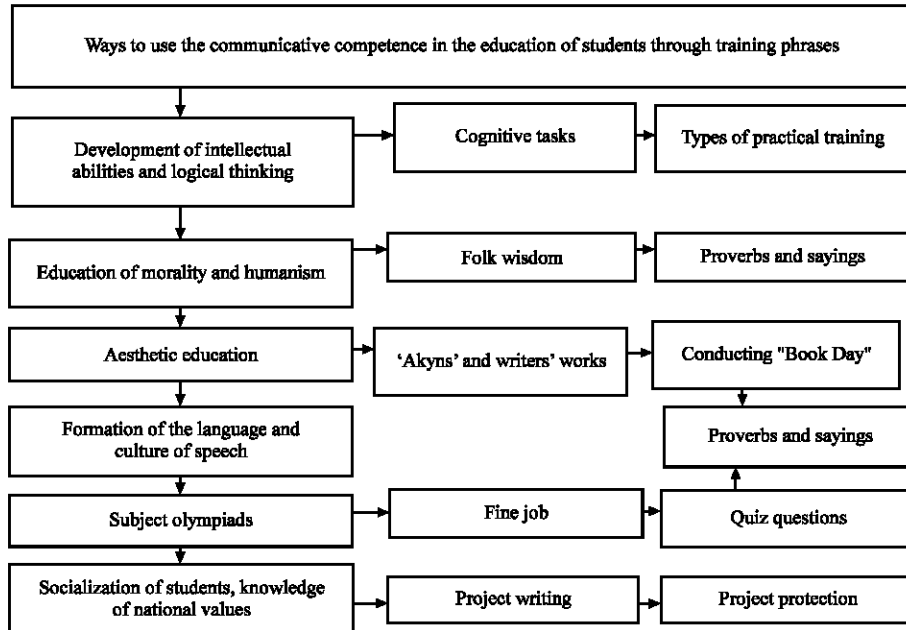 Ways to use the communicative competence in the education of students through training phrases
Development of intellectual
abilities and logical thinking
Cognitive tasks
Types of practical training
Education of morality and humanism
Folk wisdom
Proverbs and sayings
Aesthetic education
‘Akyns’ and writers’ works
Conducting "Book Day"
Formation of the language and
culture of speech
Proverbs and sayings
Subject olympiads
Fine job
Quiz questions
Socialization of students, knowledge
of national values
Project writing
Project protection